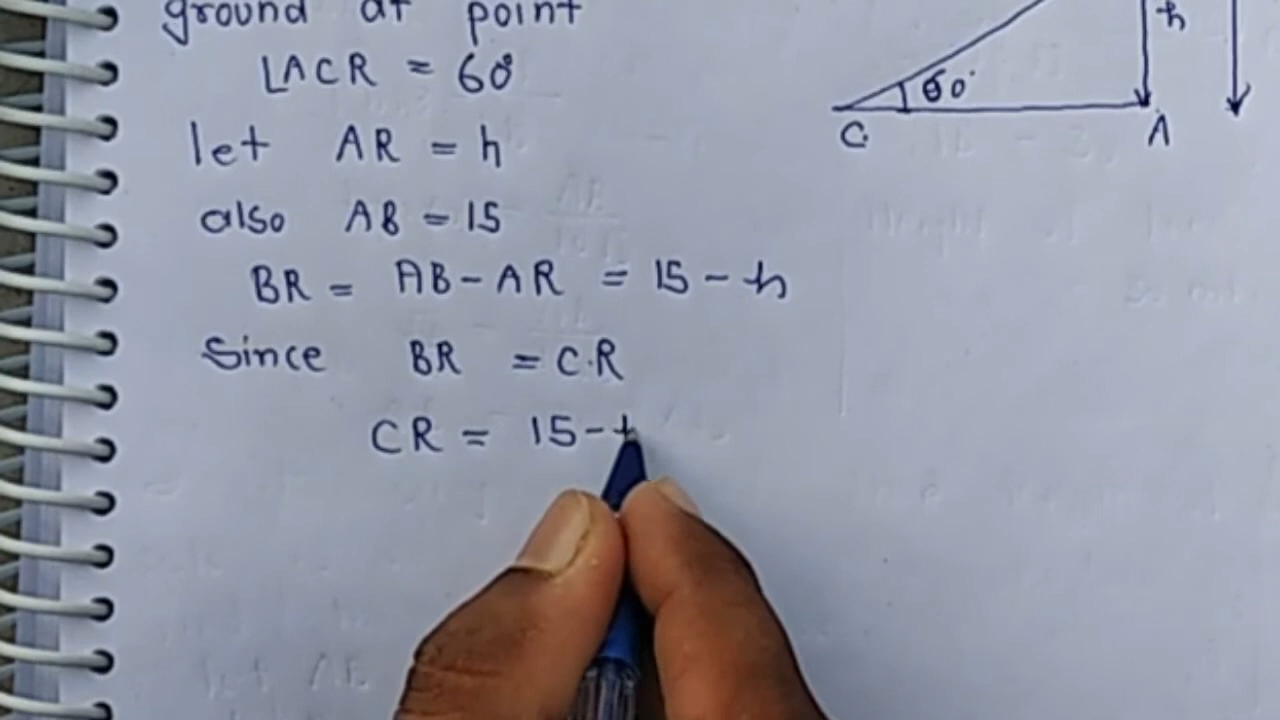 ground at point
∟ACR = 60°
let AR = h
also AB = 15
BR = AB - AR = 15 - h
Since BR = C.R
CR = 15 -
h
60°
C
A